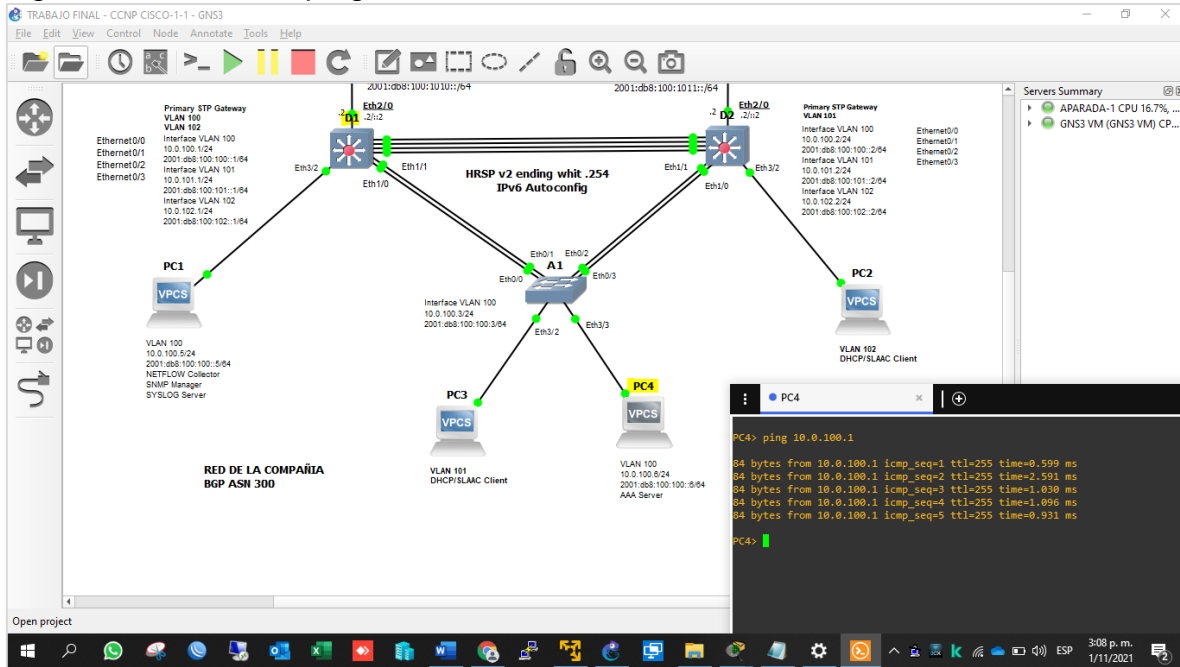 TRABAJO FINAL - CCNP CISCO-1-1 - GNS3
File Edit View Control Node Annotate Tools Help
2001:db8:100:1010::/64
2001:db8:100:1011::/64
Primary STP Gateway
VLAN 100
VLAN 102
Interface VLAN 100
10.0.100.1/24
2001:db8:100:100::1/64
Interface VLAN 101
10.0.101.1/24
2001:db8:100:101::1/64
Interface VLAN 102
10.0.102.1/24
2001:db8:100:102::1/64
Ethernet0/0
Ethernet0/1
Ethernet0/2
Ethernet0/3
Eth2/0
.2 D1 .2/::2
Eth3/2
Eth1/1
Eth1/0
HRSP v2 ending whit .254
IPv6 Autoconfig
Eth2/0
.2 D2 .2/::2
Eth1/1
Eth3/2
Eth1/0
Primary STP Gateway
VLAN 101
Interface VLAN 100
10.0.100.2/24
2001:db8:100:100::2/64
Interface VLAN 101
10.0.101.2/24
2001:db8:100:101::2/64
Interface VLAN 102
10.0.102.2/24
2001:db8:100:102::2/64
Ethernet0/0
Ethernet0/1
Ethernet0/2
Ethernet0/3
Servers Summary
APARADA-1 CPU 16.7%, ...
GNS3 VM (GNS3 VM) CP...
PC1
VPCS
VLAN 100
10.0.100.5/24
2001:db8:100:100::5/64
NETFLOW Collector
SNMP Manager
SYSLOG Server
Eth0/1 Eth0/2
A1
Eth0/0
Eth0/3
Interface VLAN 100
10.0.100.3/24
2001:db8:100:100:3/64
Eth3/2
Eth3/3
PC2
VPCS
VLAN 102
DHCP/SLAAC Client
PC3
VPCS
VLAN 101
DHCP/SLAAC Client
PC4
VPCS
VLAN 100
10.0.100.6/24
2001:db8:100:100::6/64
AAA Server
RED DE LA COMPAÑIA
BGP ASN 300
PC4
PC4> ping 10.0.100.1
84 bytes from 10.0.100.1 icmp_seq=1 ttl=255 time=0.599 ms
84 bytes from 10.0.100.1 icmp_seq=2 ttl=255 time=2.591 ms
84 bytes from 10.0.100.1 icmp_seq=3 ttl=255 time=1.030 ms
84 bytes from 10.0.100.1 icmp_seq=4 ttl=255 time=1.096 ms
84 bytes from 10.0.100.1 icmp_seq=5 ttl=255 time=0.931 ms
PC4>
Open project
ESP
3:08 p. m.
1/11/2021